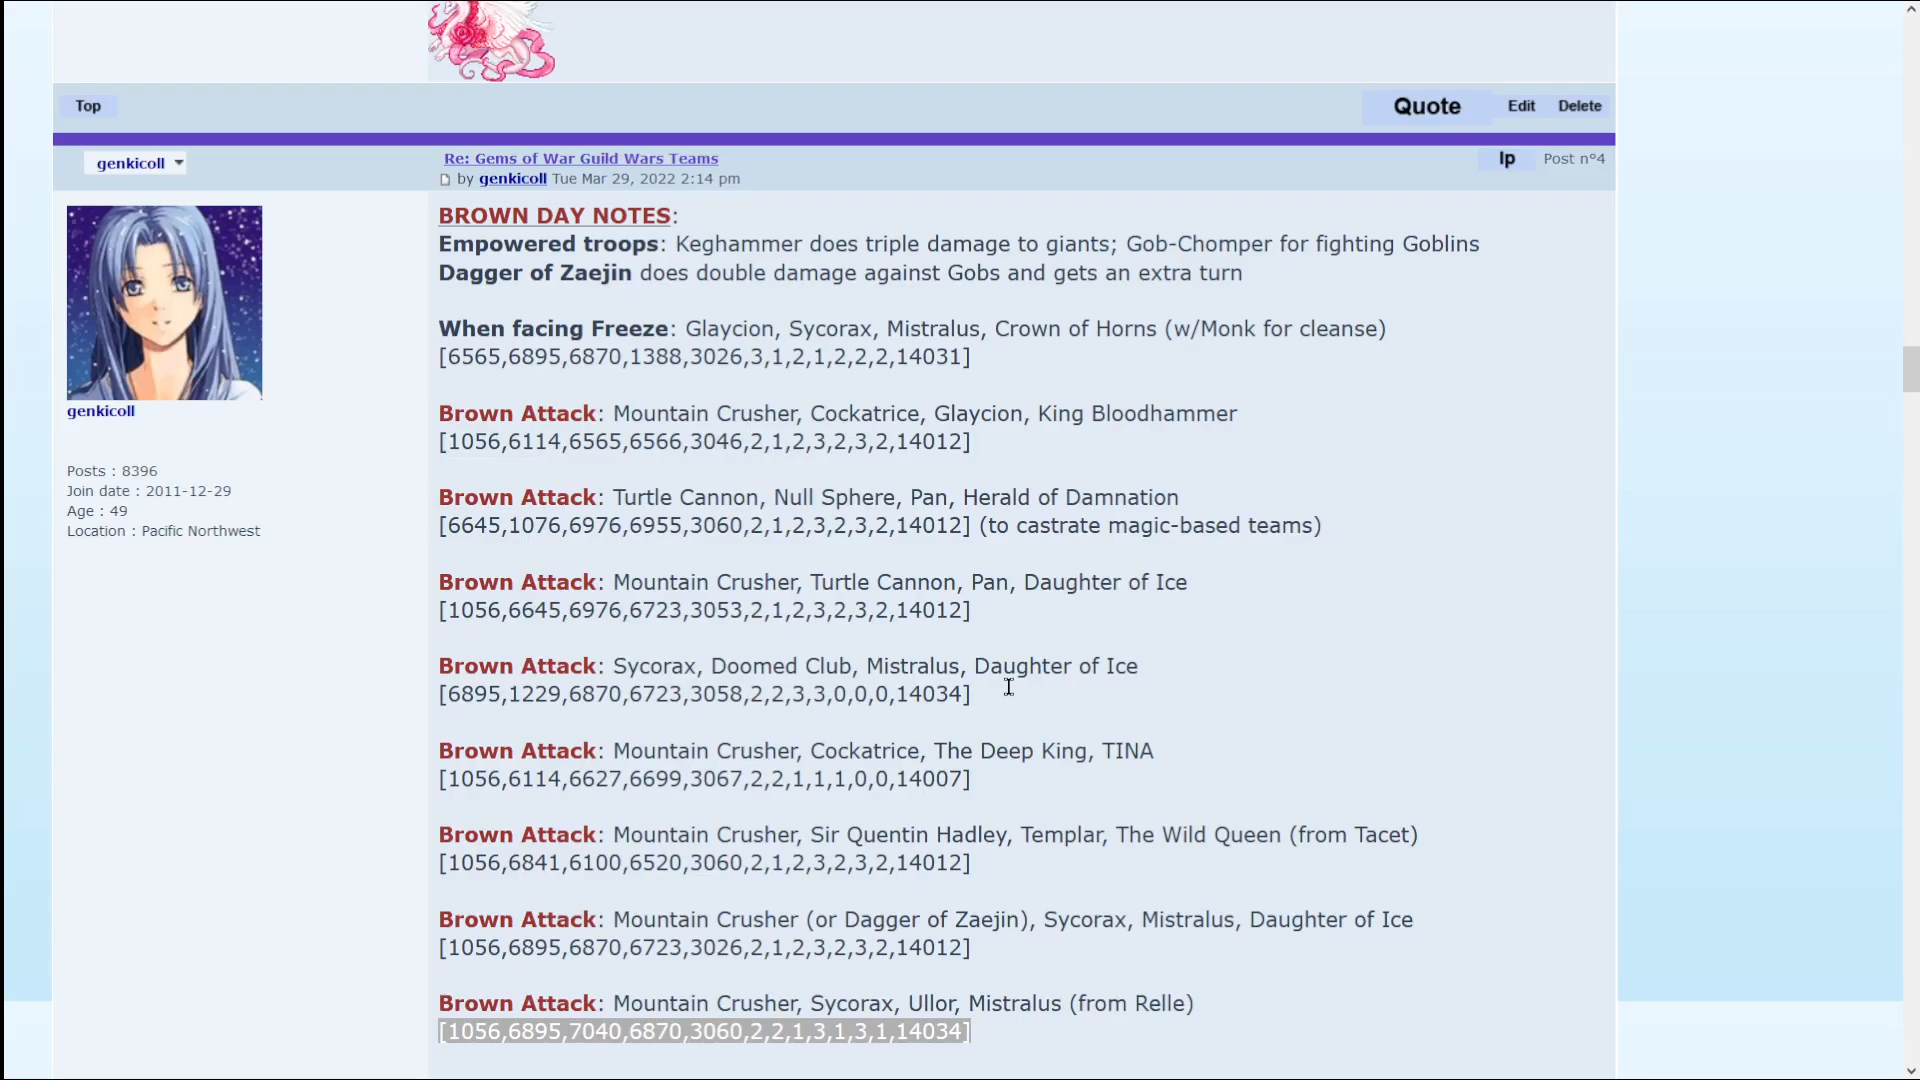 Top
Quote Edit Delete
genkicoll
Re: Gems of War Guild Wars Teams
Ip Post n°4
by genkicoll Tue Mar 29, 2022 2:14 pm
genkicoll
Posts : 8396
Join date : 2011-12-29
Age : 49
Location : Pacific Northwest
BROWN DAY NOTES:
Empowered troops: Keghammer does triple damage to giants; Gob-Chomper for fighting Goblins
Dagger of Zaejin does double damage against Gobs and gets an extra turn
When facing Freeze: Glaycion, Sycorax, Mistralus, Crown of Horns (w/Monk for cleanse)
[6565,6895,6870,1388,3026,3,1,2,1,2,2,2,14031]
Brown Attack: Mountain Crusher, Cockatrice, Glaycion, King Bloodhammer
[1056,6114,6565,6566,3046,2,1,2,3,2,3,2,14012]
Brown Attack: Turtle Cannon, Null Sphere, Pan, Herald of Damnation
[6645,1076,6976,6955,3060,2,1,2,3,2,3,2,14012] (to castrate magic-based teams)
Brown Attack: Mountain Crusher, Turtle Cannon, Pan, Daughter of Ice
[1056,6645,6976,6723,3053,2,1,2,3,2,3,2,14012]
Brown Attack: Sycorax, Doomed Club, Mistralus, Daughter of Ice
[6895,1229,6870,6723,3058,2,2,3,3,0,0,0,14034]
Brown Attack: Mountain Crusher, Cockatrice, The Deep King, TINA
[1056,6114,6627,6699,3067,2,2,1,1,1,0,0,14007]
Brown Attack: Mountain Crusher, Sir Quentin Hadley, Templar, The Wild Queen (from Tacet)
[1056,6841,6100,6520,3060,2,1,2,3,2,3,2,14012]
Brown Attack: Mountain Crusher (or Dagger of Zaejin), Sycorax, Mistralus, Daughter of Ice
[1056,6895,6870,6723,3026,2,1,2,3,2,3,2,14012]
Brown Attack: Mountain Crusher, Sycorax, Ullor, Mistralus (from Relle)
[1056,6895,7040,6870,3060,2,2,1,3,1,3,1,14034]